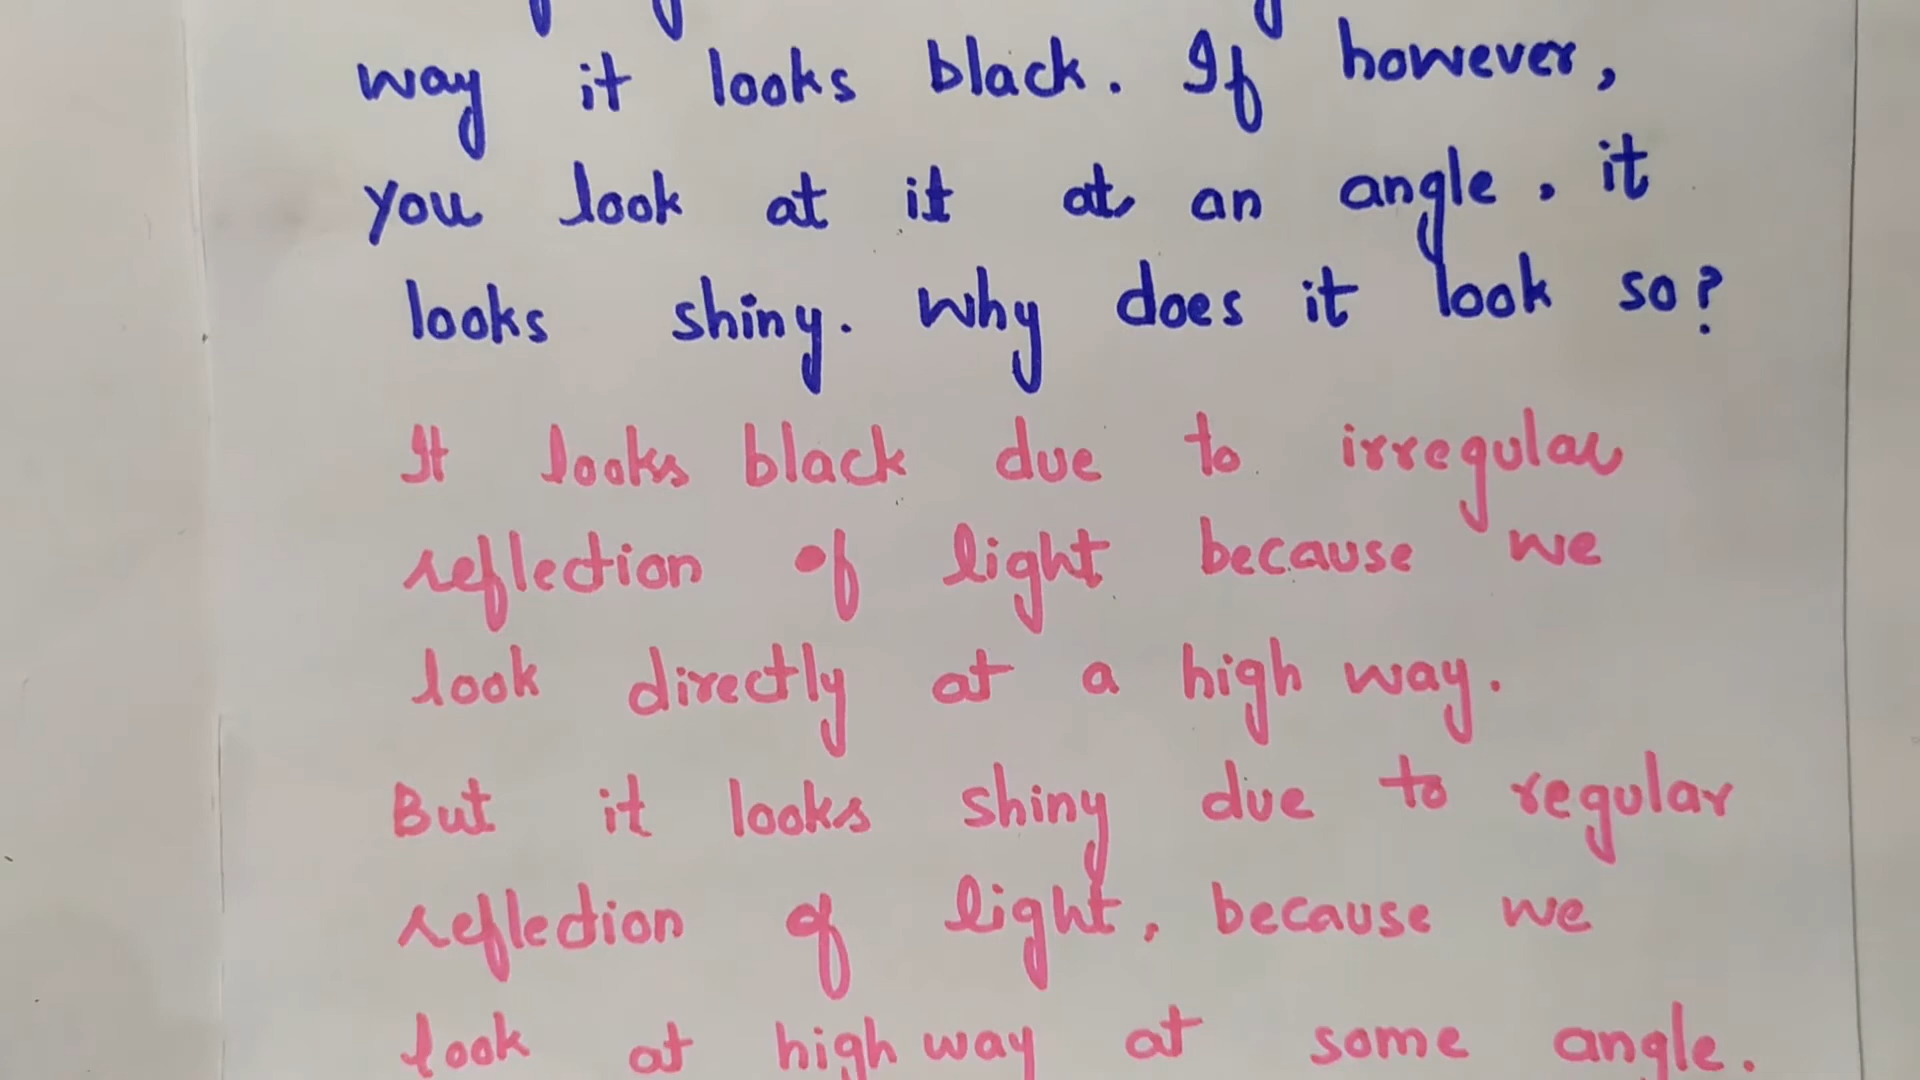 way it looks black. If however,
you look at it at an angle, it
looks shiny. Why does it look so?
It looks black due to irregular
reflection of light because we
look directly at a high way.
But it looks shiny due to regular
reflection of light, because we
look at high way at some angle.